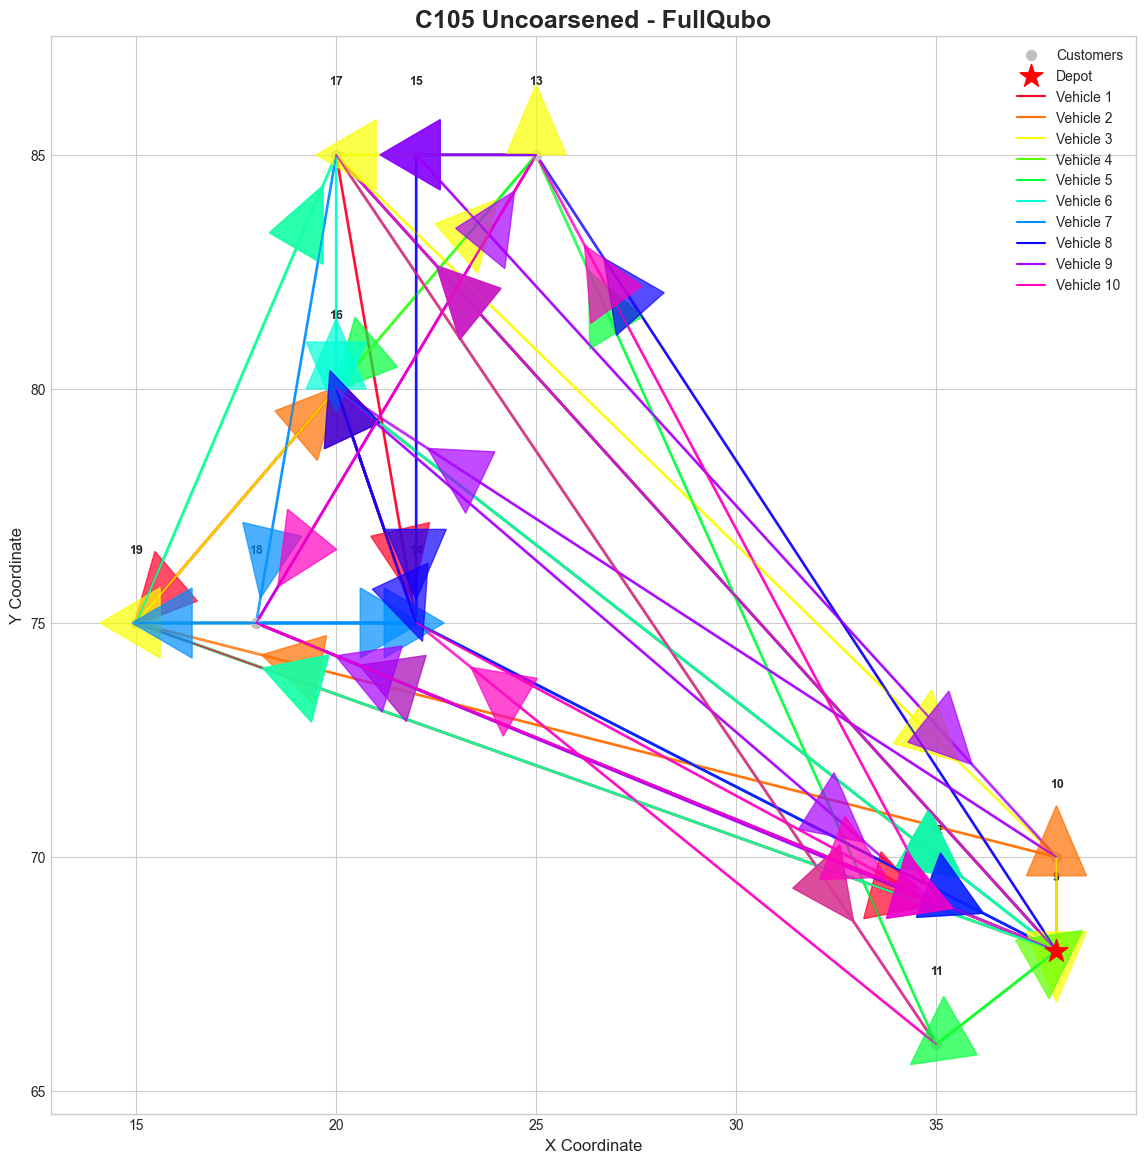 C105 Uncoarsened - FullQubo
Customers
Depot
Vehicle 1
Vehicle 2
Vehicle 3
Vehicle 4
Vehicle 5
Vehicle 6
Vehicle 7
Vehicle 8
Vehicle 9
Vehicle 10
17
15
13
16
19
18
10
9
11
85
80
75
70
65
15
20
25
30
35
Y Coordinate
X Coordinate